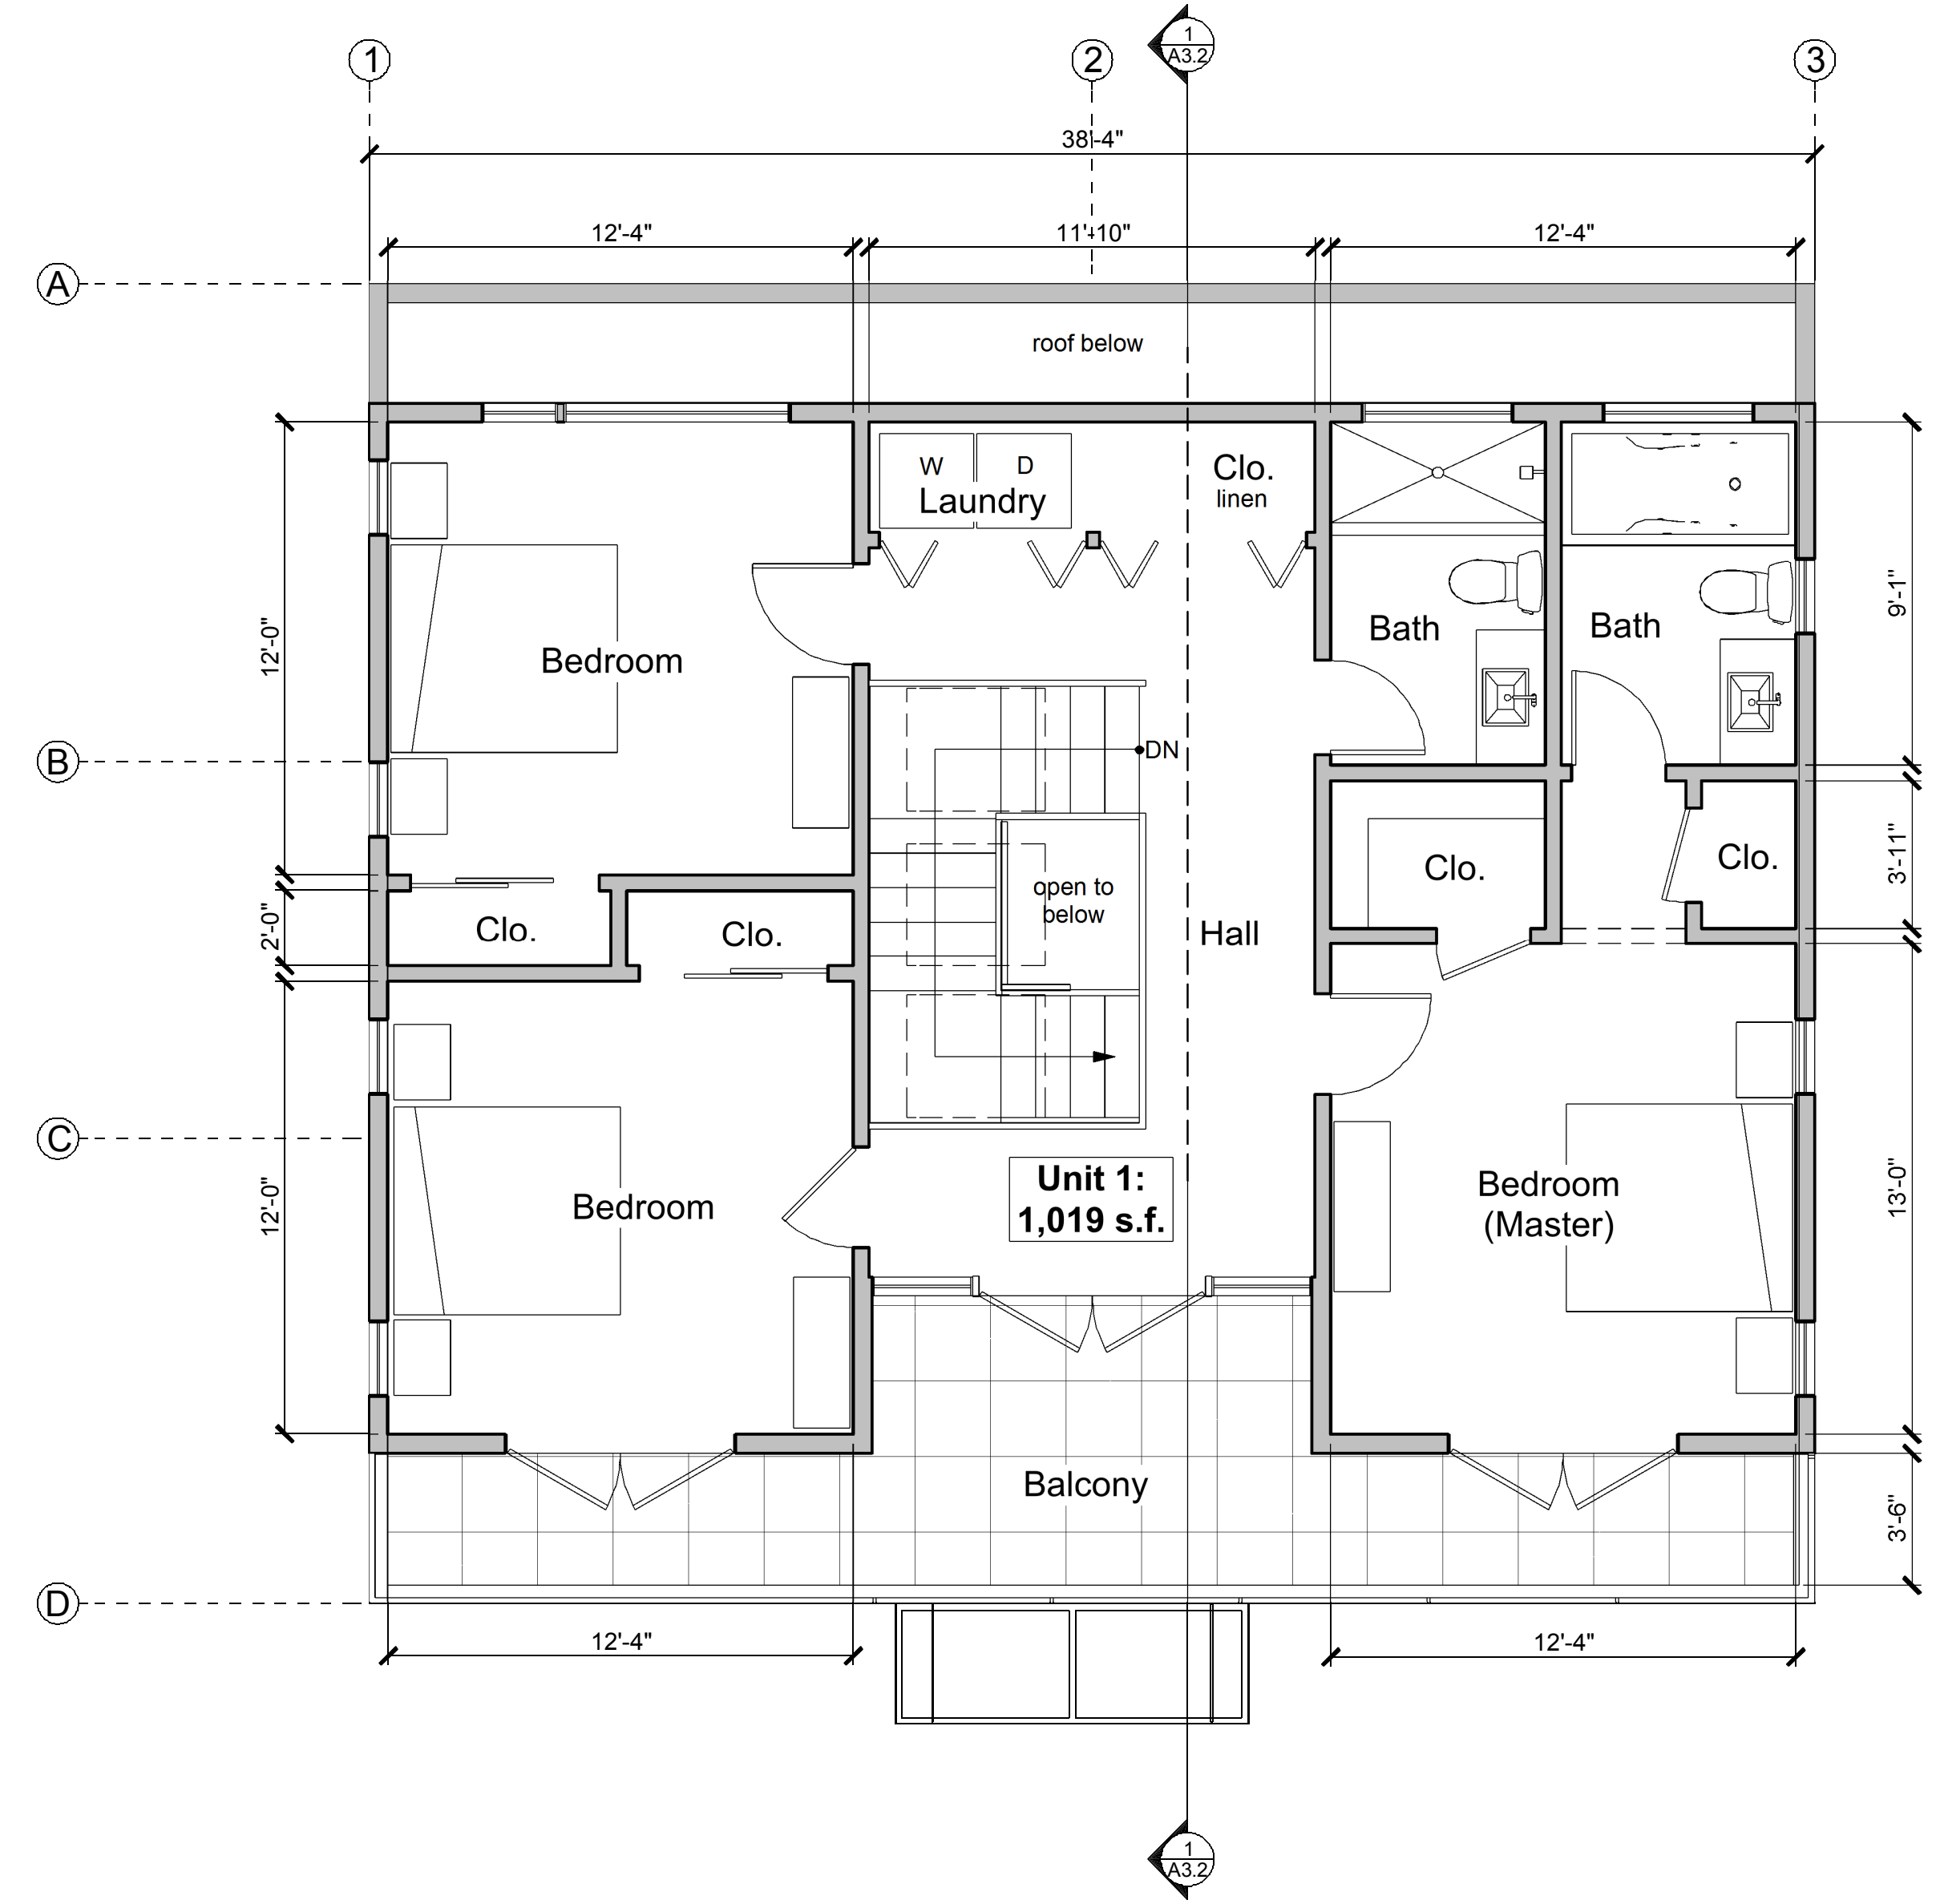 1
2
3
1
A3.2
38'-4"
12'-4"
11'-10"
12'-4"
A
roof below
W
D
Laundry
Clo.
linen
12'-0"
9'-1"
Bath
Bath
Bedroom
B
DN
3'-11"
Clo.
Clo.
open to
below
2'-0"
Clo.
Clo.
Hall
C
12'-0"
Unit 1:
1,019 s.f.
Bedroom
Bedroom
(Master)
13'-0"
Balcony
3'-6"
D
12'-4"
12'-4"
1
A3.2